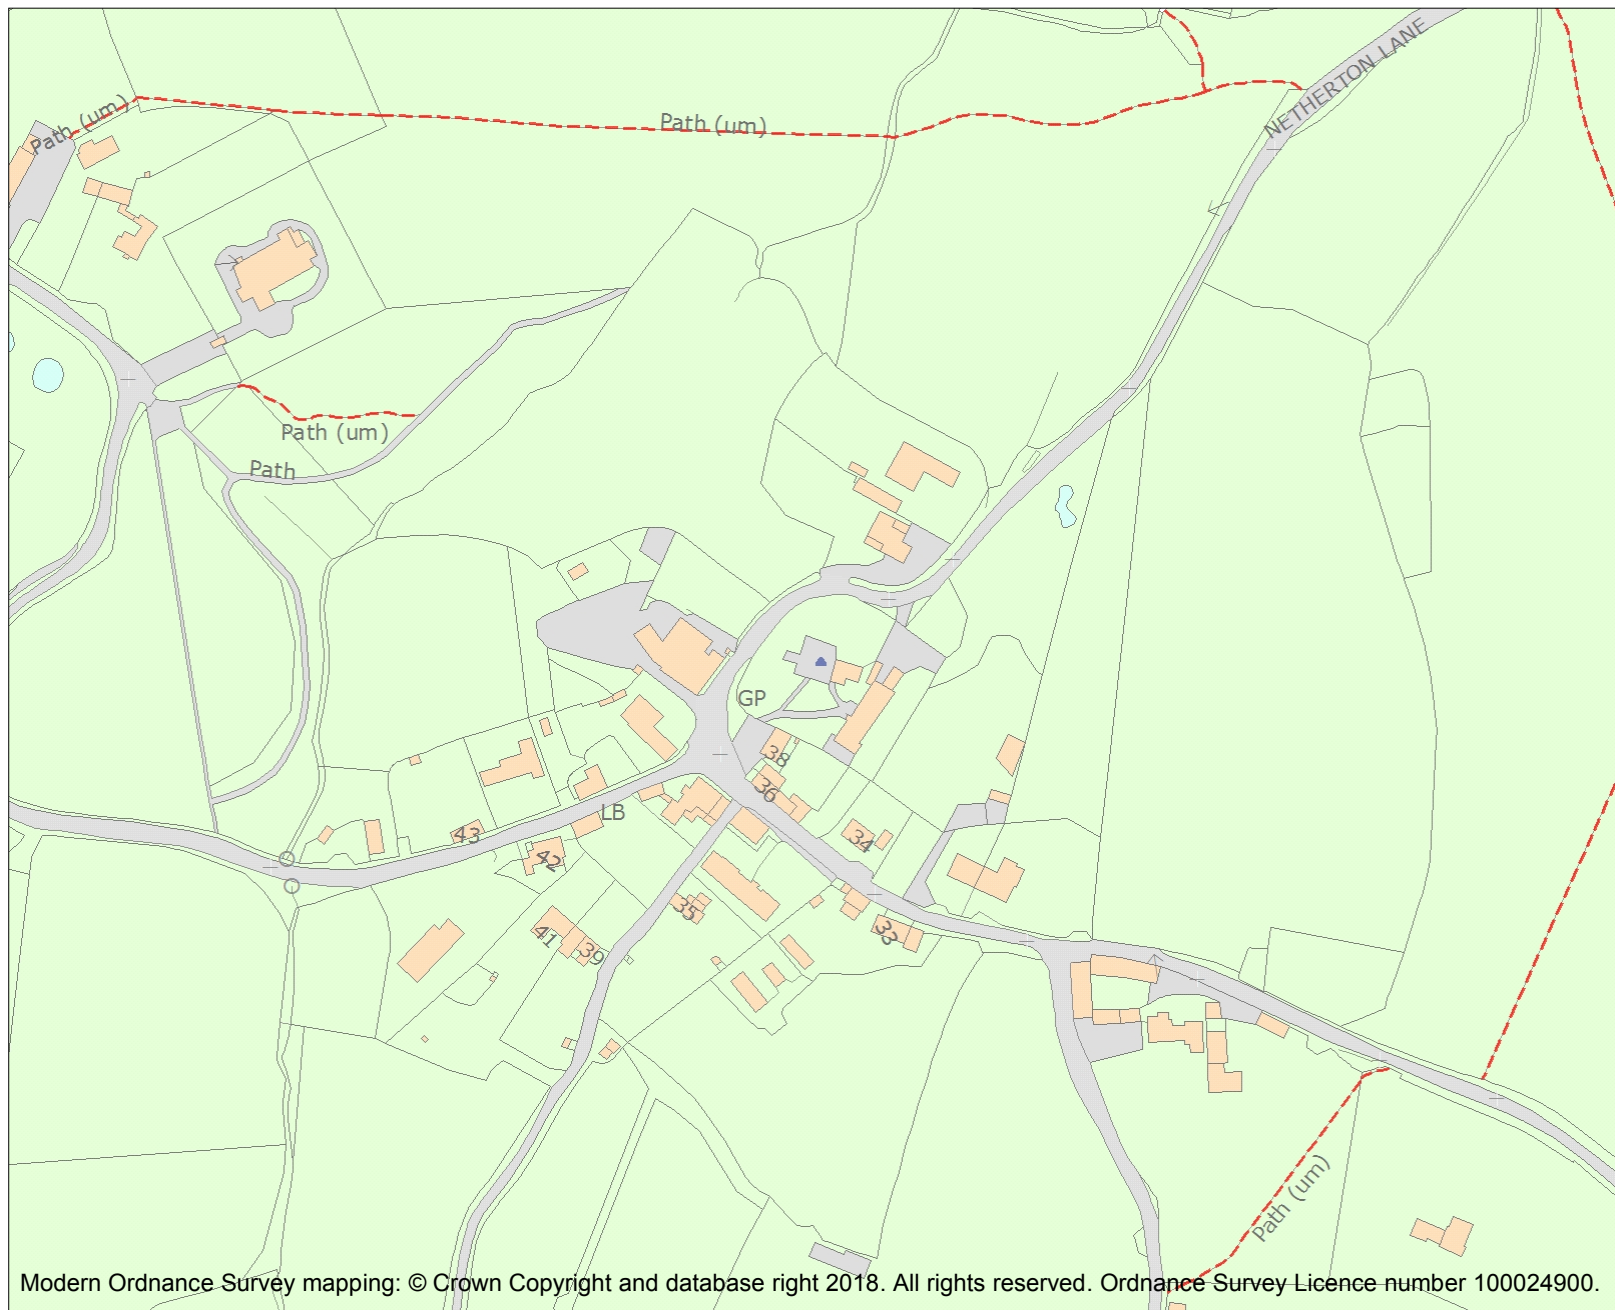 NETHERTON LANE
Path (um)
Path (um)
Path (um)
Path
GP
38
36
LB
43
42
34
35
33
41
39
Path (um)
Modern Ordnance Survey mapping: © Crown Copyright and database right 2018. All rights reserved. Ordnance Survey Licence number 100024900.